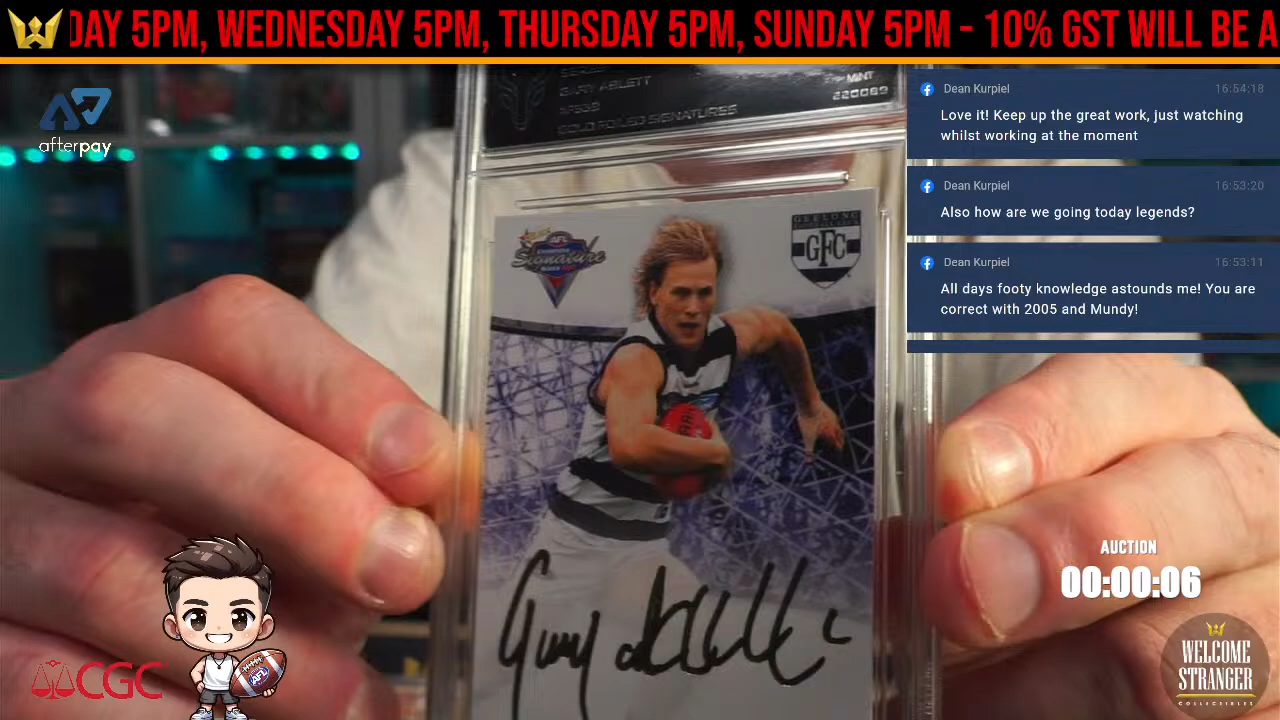 DAY 5PM, WEDNESDAY 5PM, THURSDAY 5PM, SUNDAY 5PM - 10% GST WILL BE A
afterpay
GARY ABLETT
GOLD FOILED SIGNATURES
MINT
AFL
Signature
GEELONG
GFC
Gary Ablett
Dean Kurpiel 16:54:18
Love it! Keep up the great work, just watching
whilst working at the moment
Dean Kurpiel 16:53:20
Also how are we going today legends?
Dean Kurpiel 16:53:11
All days footy knowledge astounds me! You are
correct with 2005 and Mundy!
AUCTION
00:00:06
CGC
AFL
WELCOME
STRANGER
COLLECTIBLES